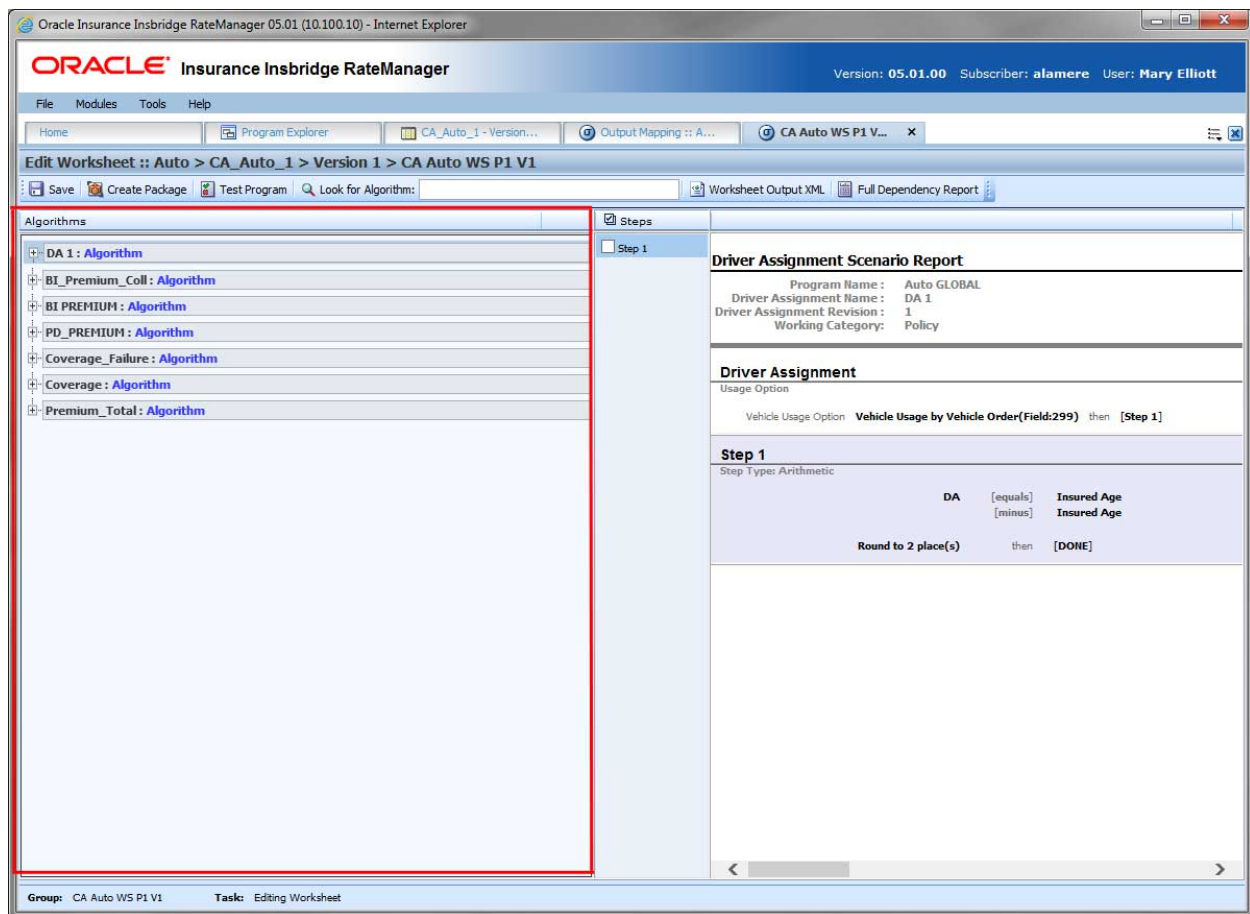 Oracle Insurance Insbridge RateManager 05.01 (10.100.10) - Internet Explorer
ORACLE® Insurance Insbridge RateManager
Version: 05.01.00 Subscriber: alamere User: Mary Elliott
File Modules Tools Help
Home Program Explorer CA_Auto_1 - Version... Output Mapping :: A... CA Auto WS P1 V... ×
Edit Worksheet :: Auto > CA_Auto_1 > Version 1 > CA Auto WS P1 V1
Save Create Package Test Program Look for Algorithm: Worksheet Output XML Full Dependency Report
Algorithms
DA 1 : Algorithm
BI_Premium_Coll : Algorithm
BI PREMIUM : Algorithm
PD_PREMIUM : Algorithm
Coverage_Failure : Algorithm
Coverage : Algorithm
Premium_Total : Algorithm
Steps
Step 1
Driver Assignment Scenario Report
Program Name : Auto GLOBAL
Driver Assignment Name : DA 1
Driver Assignment Revision : 1
Working Category: Policy
Driver Assignment
Usage Option
Vehicle Usage Option Vehicle Usage by Vehicle Order(Field:299) then [Step 1]
Step 1
Step Type: Arithmetic
DA [equals] Insured Age
[minus] Insured Age
Round to 2 place(s) then [DONE]
Group: CA Auto WS P1 V1 Task: Editing Worksheet